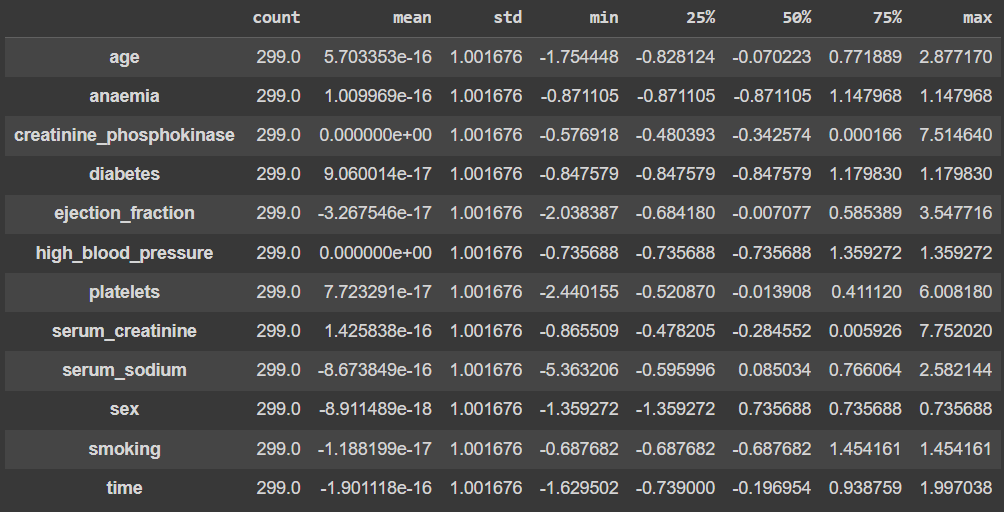 count mean std min 25% 50% 75% max
age 299.0 5.703353e-16 1.001676 -1.754448 -0.828124 -0.070223 0.771889 2.877170
anaemia 299.0 1.009969e-16 1.001676 -0.871105 -0.871105 -0.871105 1.147968 1.147968
creatinine_phosphokinase 299.0 0.000000e+00 1.001676 -0.576918 -0.480393 -0.342574 0.000166 7.514640
diabetes 299.0 9.060014e-17 1.001676 -0.847579 -0.847579 -0.847579 1.179830 1.179830
ejection_fraction 299.0 -3.267546e-17 1.001676 -2.038387 -0.684180 -0.007077 0.585389 3.547716
high_blood_pressure 299.0 0.000000e+00 1.001676 -0.735688 -0.735688 -0.735688 1.359272 1.359272
platelets 299.0 7.723291e-17 1.001676 -2.440155 -0.520870 -0.013908 0.411120 6.008180
serum_creatinine 299.0 1.425838e-16 1.001676 -0.865509 -0.478205 -0.284552 0.005926 7.752020
serum_sodium 299.0 -8.673849e-16 1.001676 -5.363206 -0.595996 0.085034 0.766064 2.582144
sex 299.0 -8.911489e-18 1.001676 -1.359272 -1.359272 0.735688 0.735688 0.735688
smoking 299.0 -1.188199e-17 1.001676 -0.687682 -0.687682 -0.687682 1.454161 1.454161
time 299.0 -1.901118e-16 1.001676 -1.629502 -0.739000 -0.196954 0.938759 1.997038